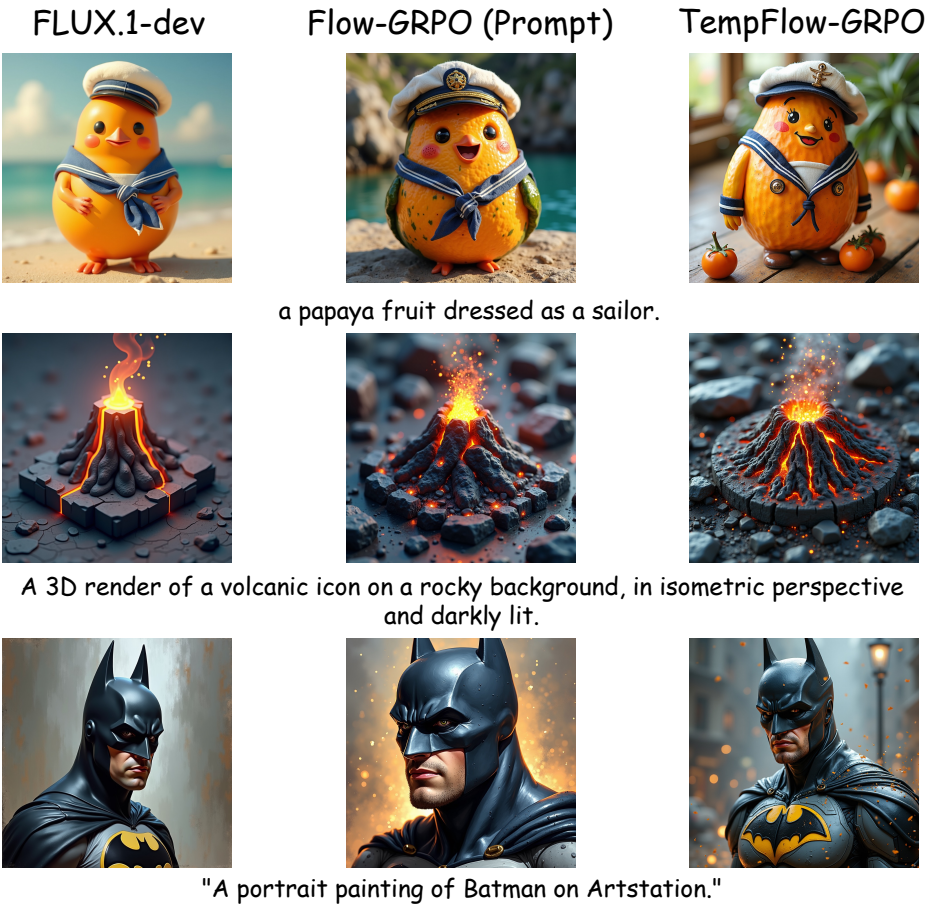 FLUX.1-dev
Flow-GRPO (Prompt)
TempFlow-GRPO
a papaya fruit dressed as a sailor.
A 3D render of a volcanic icon on a rocky background, in isometric perspective
and darkly lit.
"A portrait painting of Batman on Artstation."